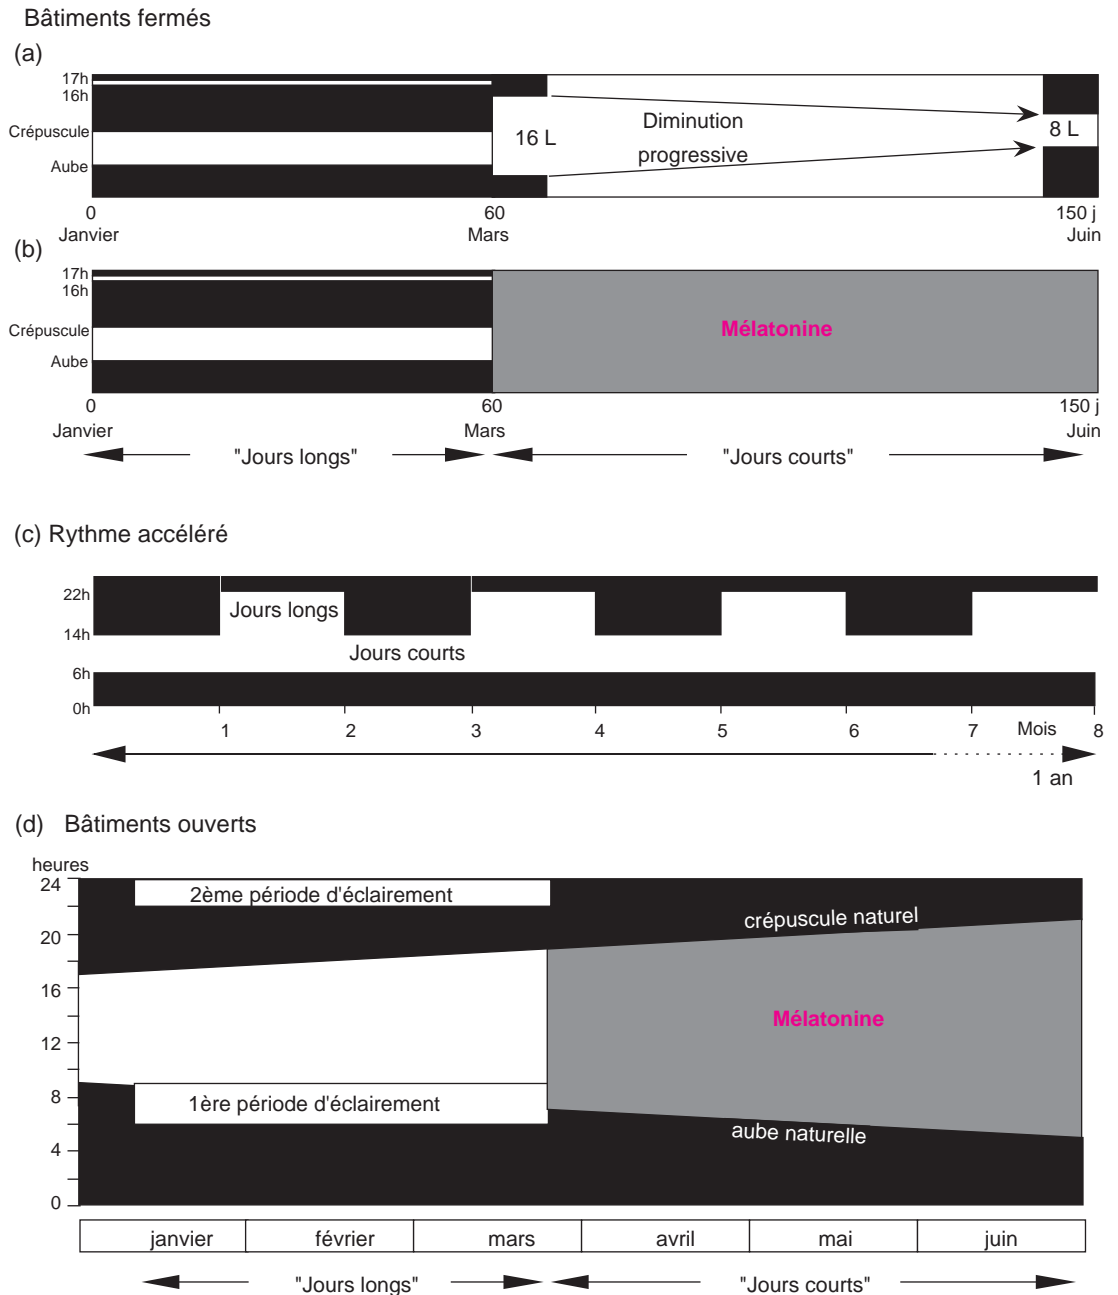 Bâtiments fermés
(a)
17h
16h
Crépuscule
Aube
16 L
Diminution
progressive
8 L
0
60
150 j
Janvier
Mars
Juin
(b)
17h
16h
Crépuscule
Aube
Mélatonine
0
60
150 j
Janvier
Mars
Juin
"Jours longs"
"Jours courts"
(c) Rythme accéléré
22h
14h
6h
0h
Jours longs
Jours courts
1 2 3 4 5 6 7 Mois 8
1 an
(d) Bâtiments ouverts
heures
24
20
16
12
8
4
0
2ème période d'éclairement
crépuscule naturel
Mélatonine
1ère période d'éclairement
aube naturelle
janvier février mars avril mai juin
"Jours longs" "Jours courts"